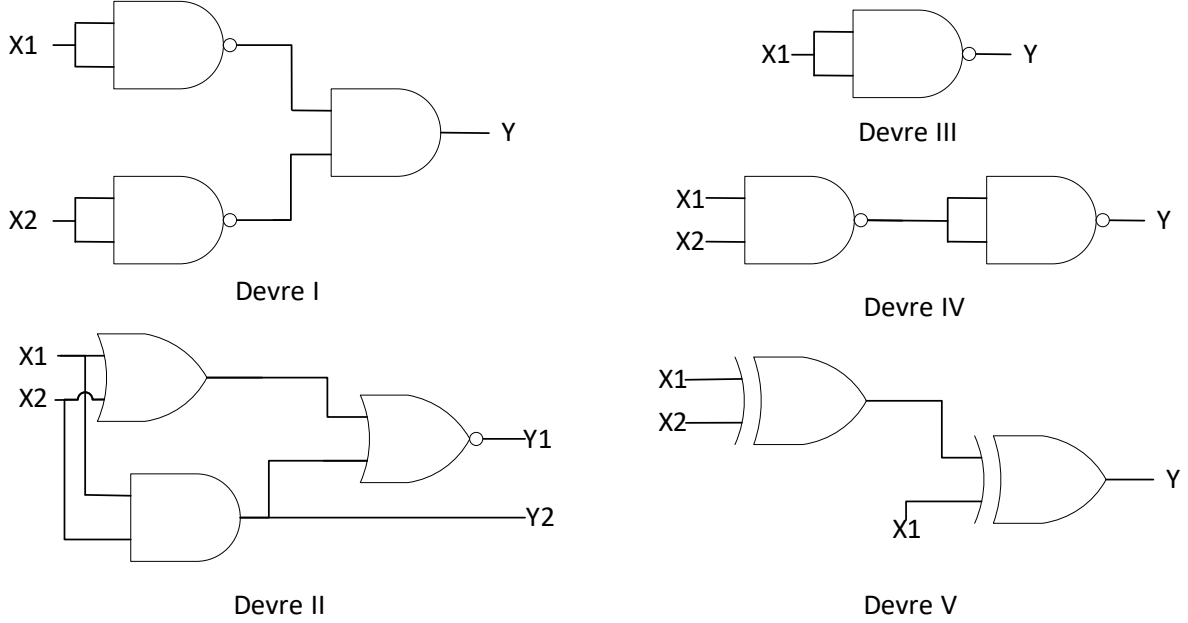 X1
X2
Y
Devre I
X1
X2
Y1
Y2
Devre II
X1
Y
Devre III
X1
X2
Y
Devre IV
X1
X2
X1
Y
Devre V